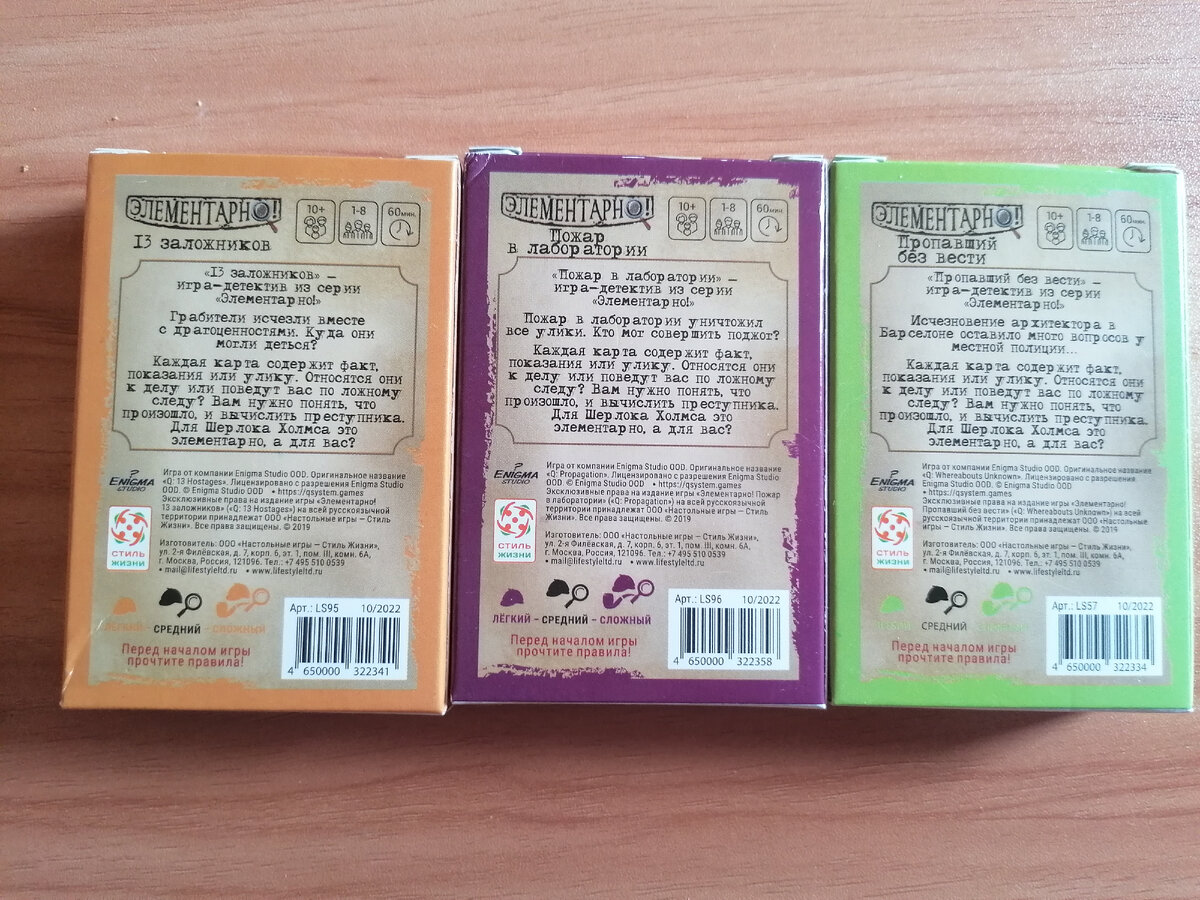 ЭЛЕМЕНТАРНО!
10+
1-8
60мин.
13 заложников
«13 заложников» —
игра-детектив из серии
«Элементарно!»
Грабители исчезли вместе
с драгоценностями. Куда они
могли деться?
Каждая карта содержит факт,
показания или улику. Относятся они
к делу или поведут вас по ложному
следу? Вам нужно понять, что
произошло, и вычислить преступника.
Для Шерлока Холмса это
элементарно, а для вас?
ENIGMA
STUDIO
Игра от компании Enigma Studio OOD. Оригинальное название
«Q: 13 Hostages». Лицензировано с разрешения Enigma Studio
OOD. © Enigma Studio OOD • https://qsystem.games
Эксклюзивные права на издание игры «Элементарно!
13 заложников» («Q: 13 Hostages») на всей русскоязычной
территории принадлежат ООО «Настольные игры — Стиль
Жизни». Все права защищены. © 2019
СТИЛЬ
ЖИЗНИ
Изготовитель: ООО «Настольные игры — Стиль Жизни»,
ул. 2-я Филёвская, д. 7, корп. 6, эт. 1, пом. III, комн. 6А,
г. Москва, Россия, 121096. Тел.: +7 495 510 0539
• mail@lifestyleltd.ru • www.lifestyleltd.ru
ЛЁГКИЙ – СРЕДНИЙ – СЛОЖНЫЙ
Перед началом игры
прочтите правила!
Арт.: LS95 10/2022
4 650000 322341
ЭЛЕМЕНТАРНО!
10+
1-8
60мин.
Пожар
в лаборатории
«Пожар в лаборатории» —
игра-детектив из серии
«Элементарно!»
Пожар в лаборатории уничтожил
все улики. Кто мог совершить поджог?
Каждая карта содержит факт,
показания или улику. Относятся они
к делу или поведут вас по ложному
следу? Вам нужно понять, что
произошло, и вычислить преступника.
Для Шерлока Холмса это
элементарно, а для вас?
ENIGMA
STUDIO
Игра от компании Enigma Studio OOD. Оригинальное название
«Q: Propagation». Лицензировано с разрешения Enigma Studio
OOD. © Enigma Studio OOD • https://qsystem.games
Эксклюзивные права на издание игры «Элементарно! Пожар
в лаборатории» («Q: Propagation») на всей русскоязычной
территории принадлежат ООО «Настольные игры — Стиль
Жизни». Все права защищены. © 2019
СТИЛЬ
ЖИЗНИ
Изготовитель: ООО «Настольные игры — Стиль Жизни»,
ул. 2-я Филёвская, д. 7, корп. 6, эт. 1, пом. III, комн. 6А,
г. Москва, Россия, 121096. Тел.: +7 495 510 0539
• mail@lifestyleltd.ru • www.lifestyleltd.ru
ЛЁГКИЙ – СРЕДНИЙ – СЛОЖНЫЙ
Перед началом игры
прочтите правила!
Арт.: LS96 10/2022
4 650000 322358
ЭЛЕМЕНТАРНО!
10+
1-8
60мин.
Пропавший
без вести
«Пропавший без вести» —
игра-детектив из серии
«Элементарно!»
Исчезновение архитектора в
Барселоне оставило много вопросов у
местной полиции...
Каждая карта содержит факт,
показания или улику. Относятся они
к делу или поведут вас по ложному
следу? Вам нужно понять, что
произошло, и вычислить преступника.
Для Шерлока Холмса это
элементарно, а для вас?
ENIGMA
STUDIO
Игра от компании Enigma Studio OOD. Оригинальное название
«Q: Whereabouts Unknown». Лицензировано с разрешения
Enigma Studio OOD. © Enigma Studio OOD
• https://qsystem.games
Эксклюзивные права на издание игры «Элементарно!
Пропавший без вести» («Q: Whereabouts Unknown») на всей
русскоязычной территории принадлежат ООО «Настольные
игры — Стиль Жизни». Все права защищены. © 2019
СТИЛЬ
ЖИЗНИ
Изготовитель: ООО «Настольные игры — Стиль Жизни»,
ул. 2-я Филёвская, д. 7, корп. 6, эт. 1, пом. III, комн. 6А,
г. Москва, Россия, 121096. Тел.: +7 495 510 0539
• mail@lifestyleltd.ru • www.lifestyleltd.ru
СРЕДНИЙ
Перед началом игры
прочтите правила!
Арт.: LS57 10/2022
4 650000 322334